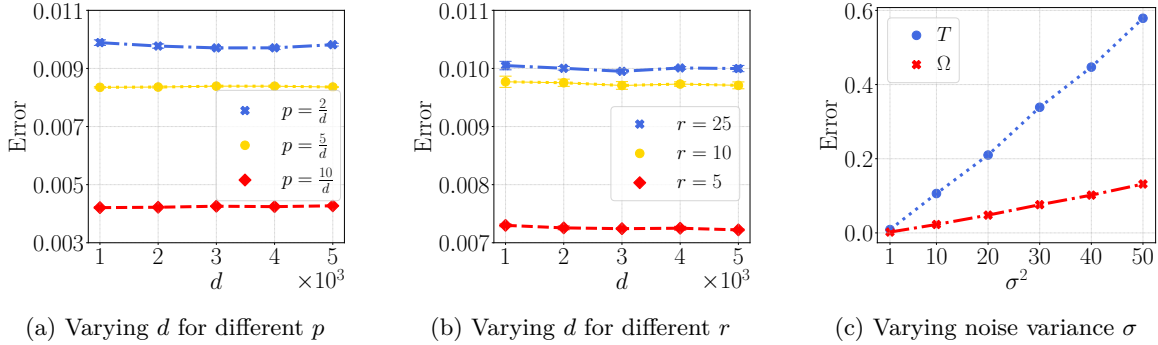 0.011
0.009
0.007
0.005
0.003
Error
p = 2/d
p = 5/d
p = 10/d
1 2 3 4 5
d ×10³
(a) Varying d for different p
0.011
0.010
0.009
0.008
0.007
Error
r = 25
r = 10
r = 5
1 2 3 4 5
d ×10³
(b) Varying d for different r
0.6
0.4
0.2
0.0
Error
T
Ω
1 10 20 30 40 50
σ²
(c) Varying noise variance σ